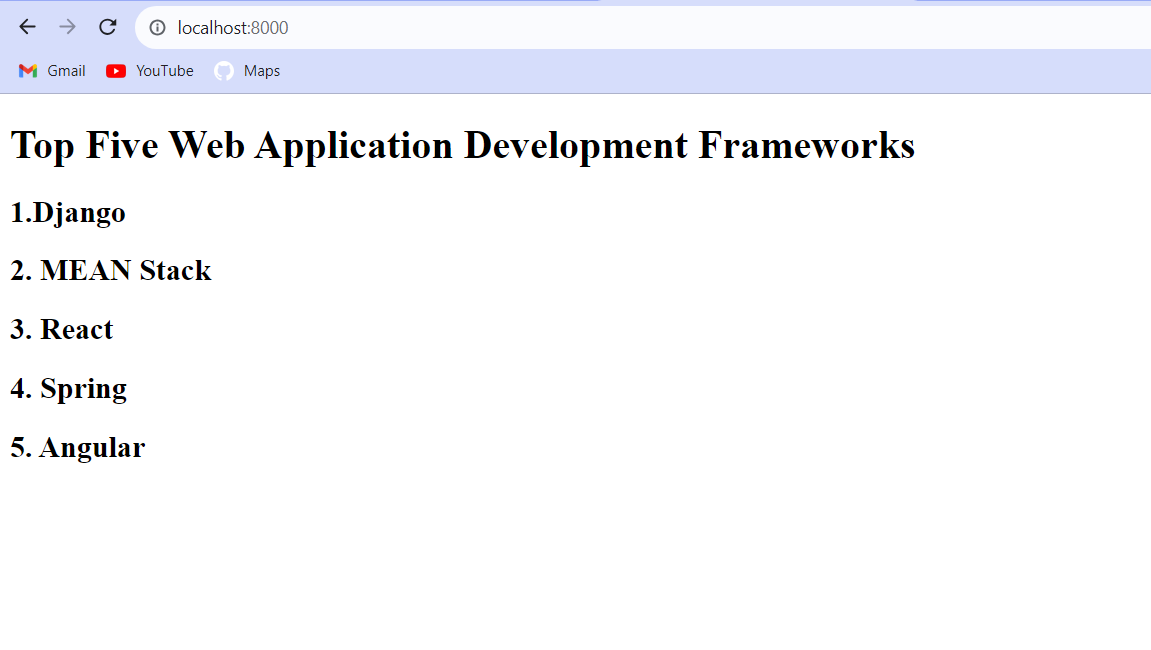 localhost:8000
Gmail YouTube Maps
Top Five Web Application Development Frameworks
1.Django
2. MEAN Stack
3. React
4. Spring
5. Angular